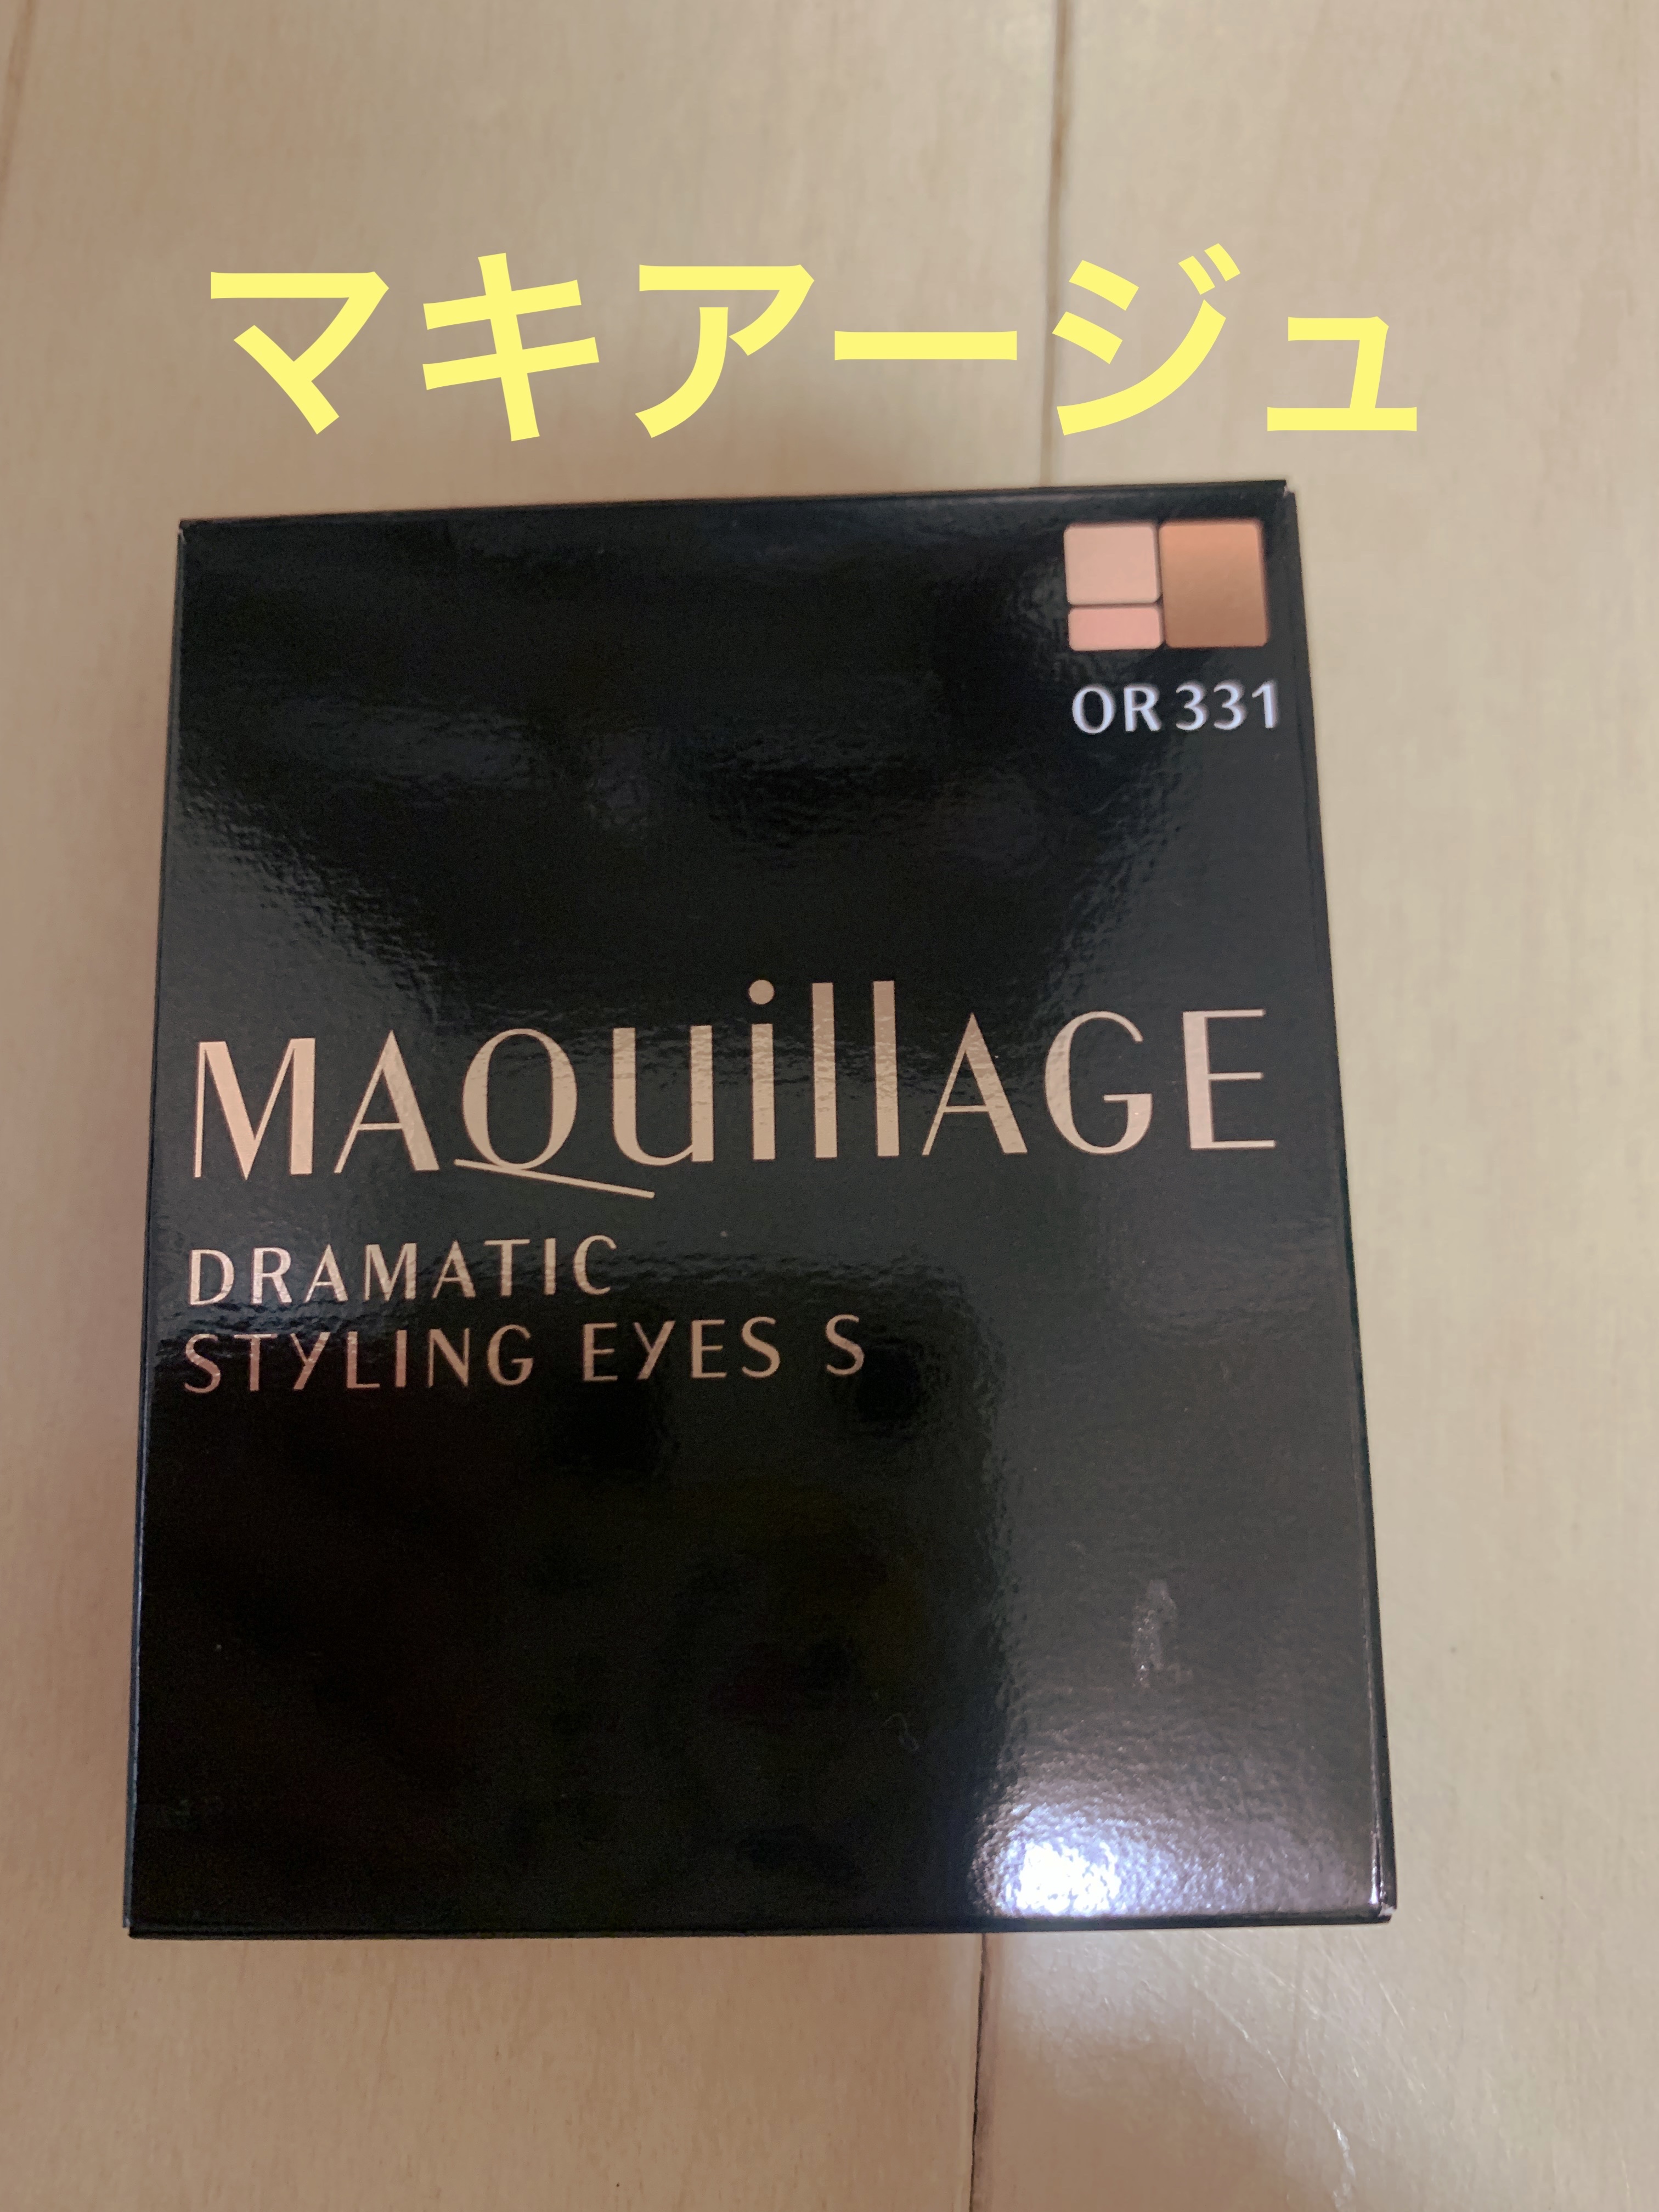 マキアージュ
OR 331
MAQuillAGE
DRAMATIC
STYLING EYES S